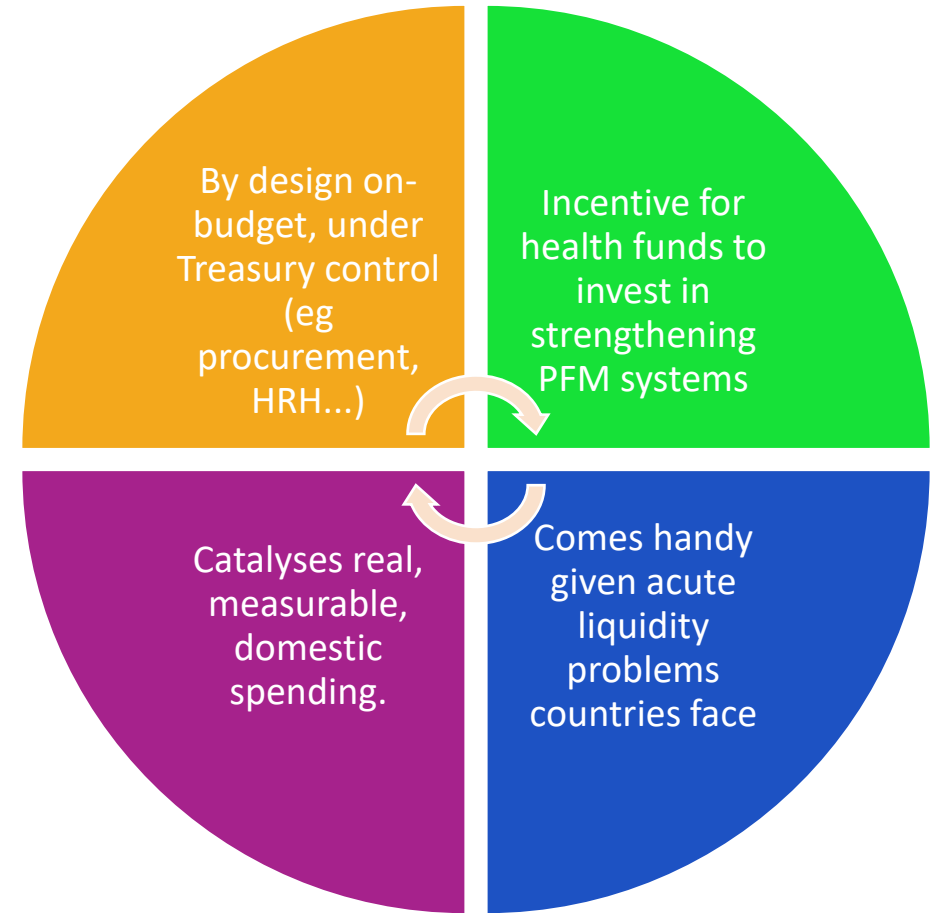 By design on-
budget, under
Treasury control
(eg
procurement,
HRH...)
Incentive for
health funds to
invest in
strengthening
PFM systems
Catalyses real,
measurable,
domestic
spending.
Comes handy
given acute
liquidity
problems
countries face